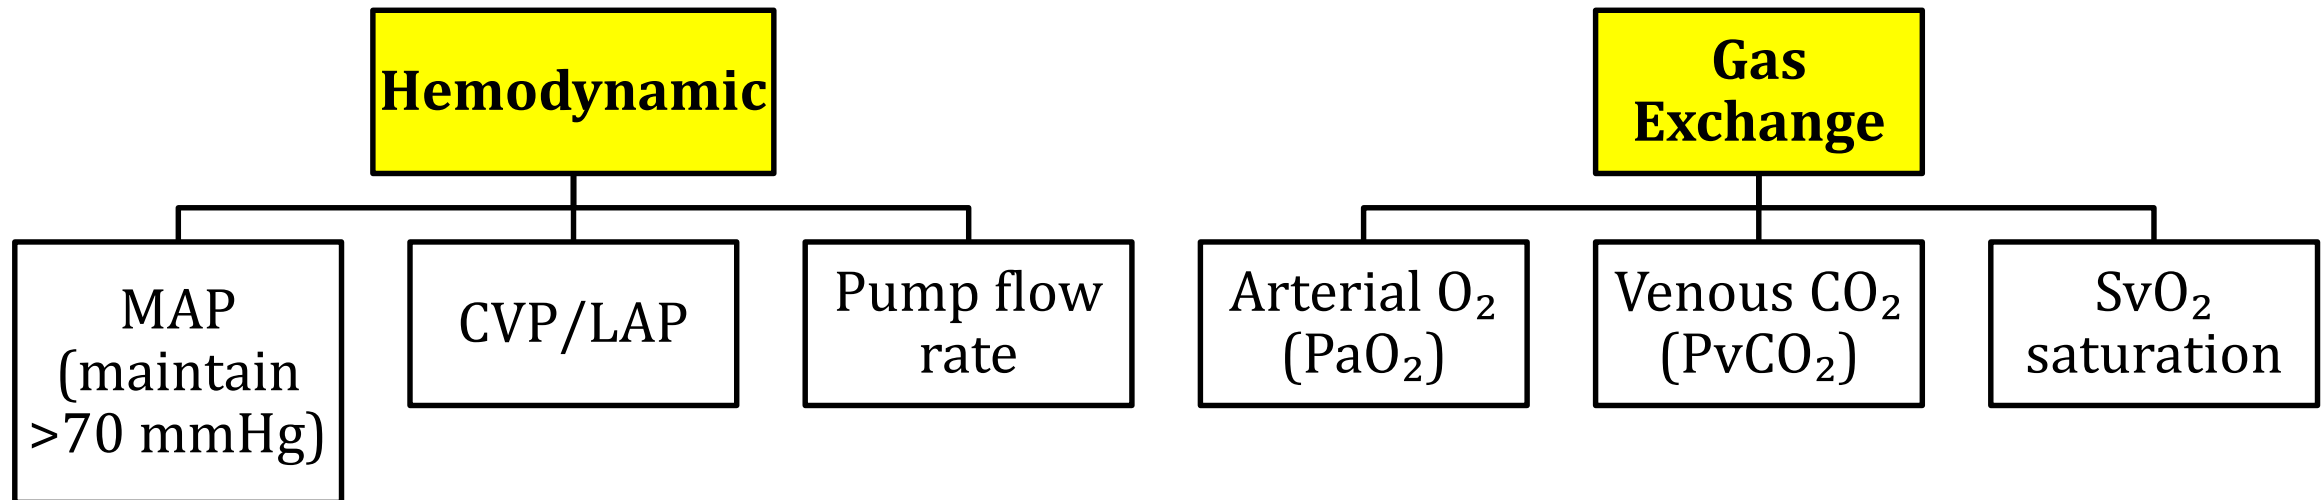 Hemodynamic
MAP
(maintain
>70 mmHg)
CVP/LAP
Pump flow
rate
Gas
Exchange
Arterial O₂
(PaO₂)
Venous CO₂
(PvCO₂)
SvO₂
saturation